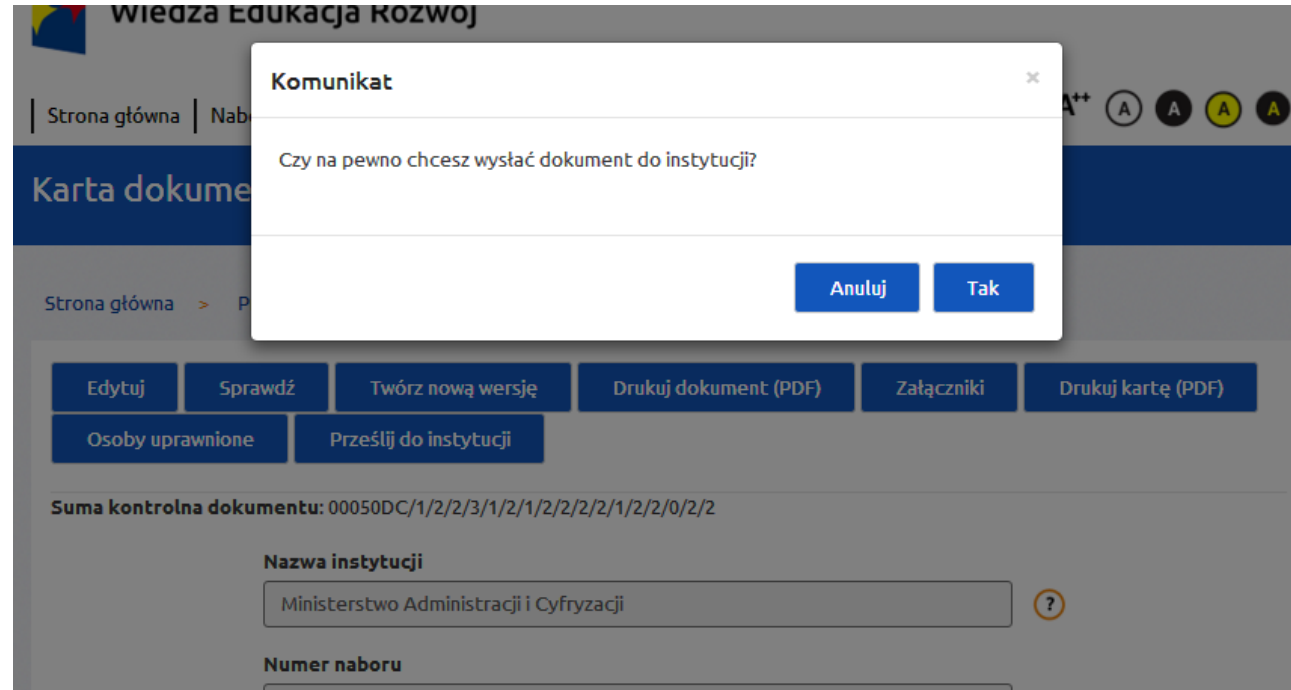 Wiedza Edukacja Rozwój
Komunikat ×
Strona główna Nab A++ A A A A
Czy na pewno chcesz wysłać dokument do instytucji?
Karta dokume
Anuluj Tak
Strona główna > P
Edytuj Sprawdź Twórz nową wersję Drukuj dokument (PDF) Załączniki Drukuj kartę (PDF)
Osoby uprawnione Prześlij do instytucji
Suma kontrolna dokumentu: 00050DC/1/2/2/3/1/2/1/2/2/2/2/1/2/2/0/2/2
Nazwa instytucji
Ministerstwo Administracji i Cyfryzacji ?
Numer naboru